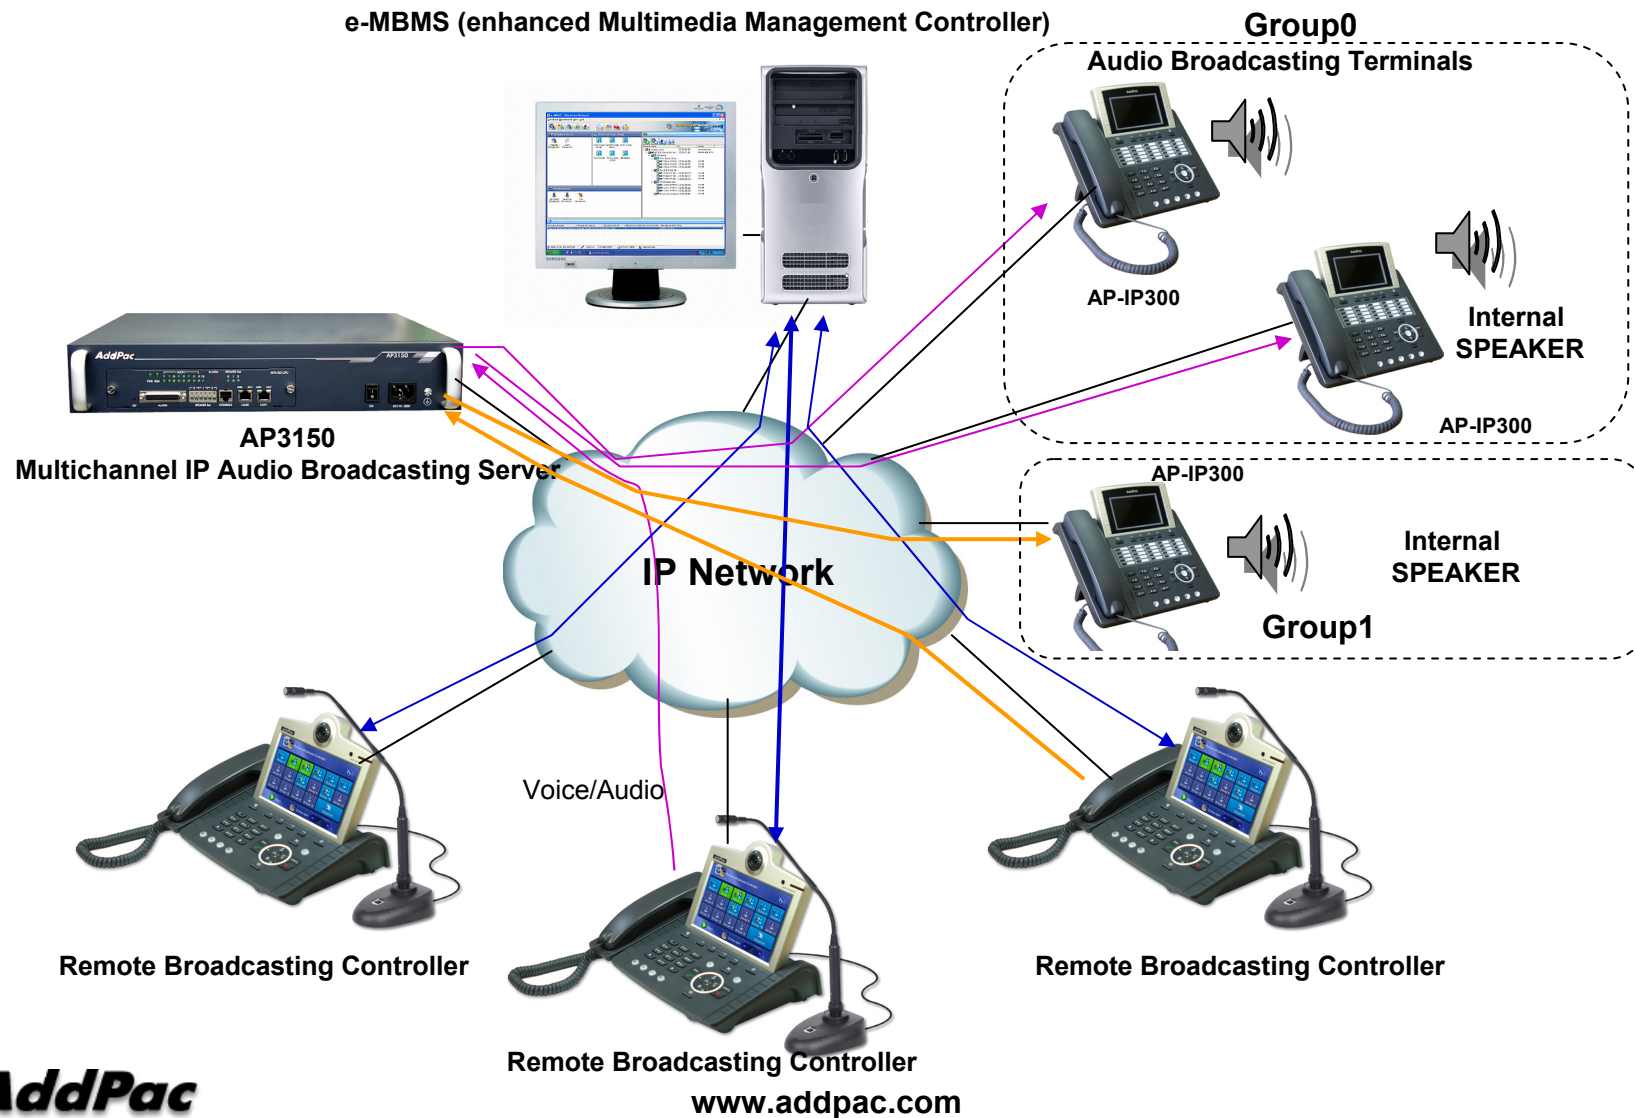 e-MBMS (enhanced Multimedia Management Controller)
Group0
Audio Broadcasting Terminals
AP-IP300
Internal
SPEAKER
AP-IP300
AddPac
AP3150
AP3150
Multichannel IP Audio Broadcasting Server
AP-IP300
Internal
SPEAKER
Group1
IP Network
Voice/Audio
Remote Broadcasting Controller
Remote Broadcasting Controller
Remote Broadcasting Controller
AddPac
www.addpac.com